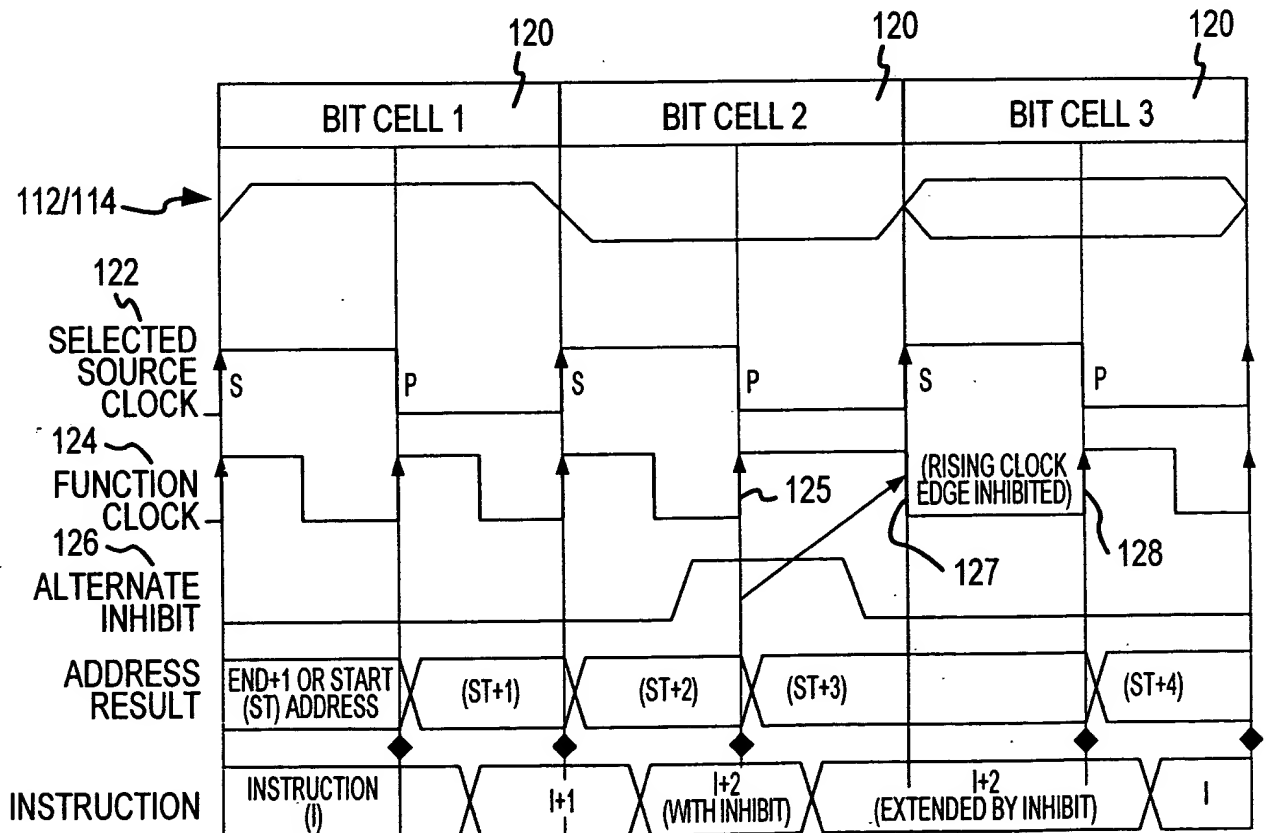 120
120
120
BIT CELL 1
BIT CELL 2
BIT CELL 3
112/114
122
SELECTED
SOURCE
CLOCK
S
P
S
P
S
P
124
FUNCTION
CLOCK
125
(RISING CLOCK
EDGE INHIBITED)
127
128
126
ALTERNATE
INHIBIT
ADDRESS
RESULT
END+1 OR START
(ST) ADDRESS
(ST+1)
(ST+2)
(ST+3)
(ST+4)
INSTRUCTION
INSTRUCTION
(I)
I+1
I+2
(WITH INHIBIT)
I+2
(EXTENDED BY INHIBIT)
I